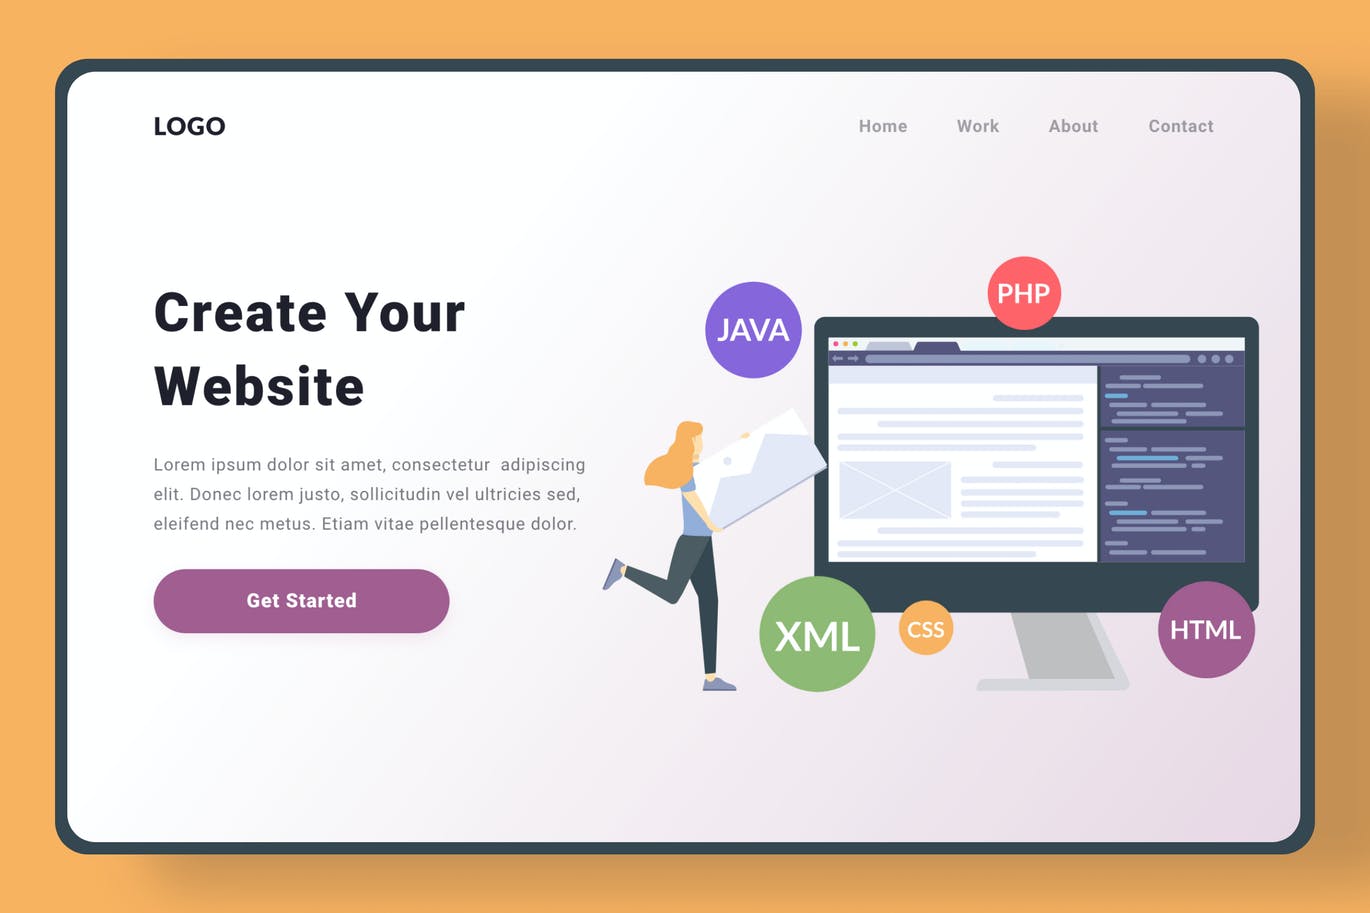 LOGO
Home Work About Contact
Create Your
Website
Lorem ipsum dolor sit amet, consectetur adipiscing
elit. Donec lorem justo, sollicitudin vel ultricies sed,
eleifend nec metus. Etiam vitae pellentesque dolor.
Get Started
JAVA
PHP
XML
CSS
HTML